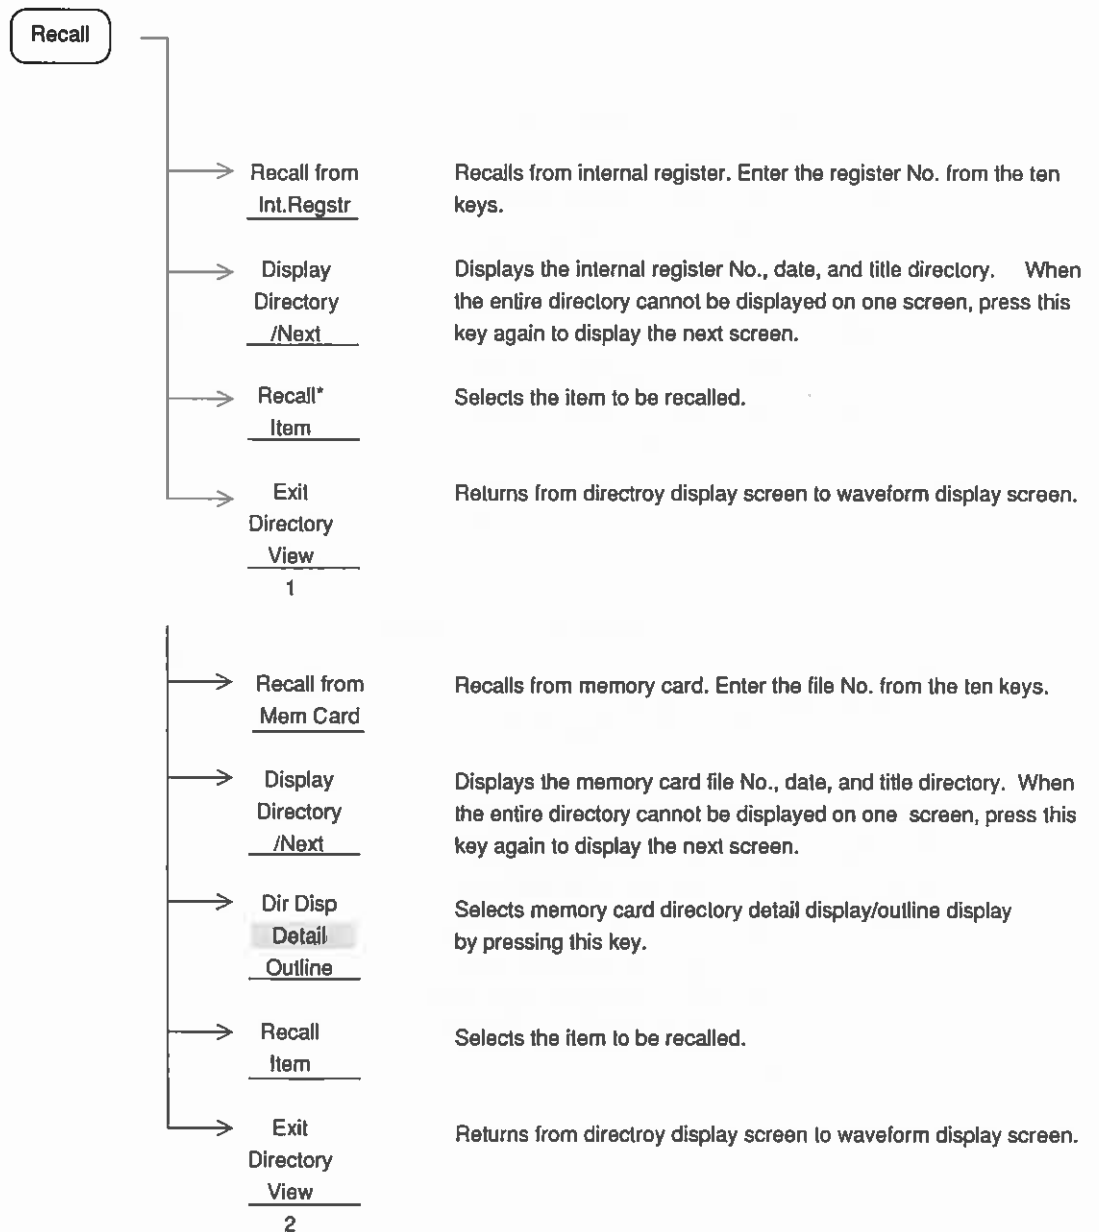 Recall
Recall from
Int.Regstr
Recalls from internal register. Enter the register No. from the ten
keys.
Display
Directory
/Next
Displays the internal register No., date, and title directory. When
the entire directory cannot be displayed on one screen, press this
key again to display the next screen.
Recall*
Item
Selects the item to be recalled.
Exit
Directory
View
1
Returns from directroy display screen to waveform display screen.
Recall from
Mem Card
Recalls from memory card. Enter the file No. from the ten keys.
Display
Directory
/Next
Displays the memory card file No., date, and title directory. When
the entire directory cannot be displayed on one screen, press this
key again to display the next screen.
Dir Disp
Detail
Outline
Selects memory card directory detail display/outline display
by pressing this key.
Recall
Item
Selects the item to be recalled.
Exit
Directory
View
2
Returns from directroy display screen to waveform display screen.